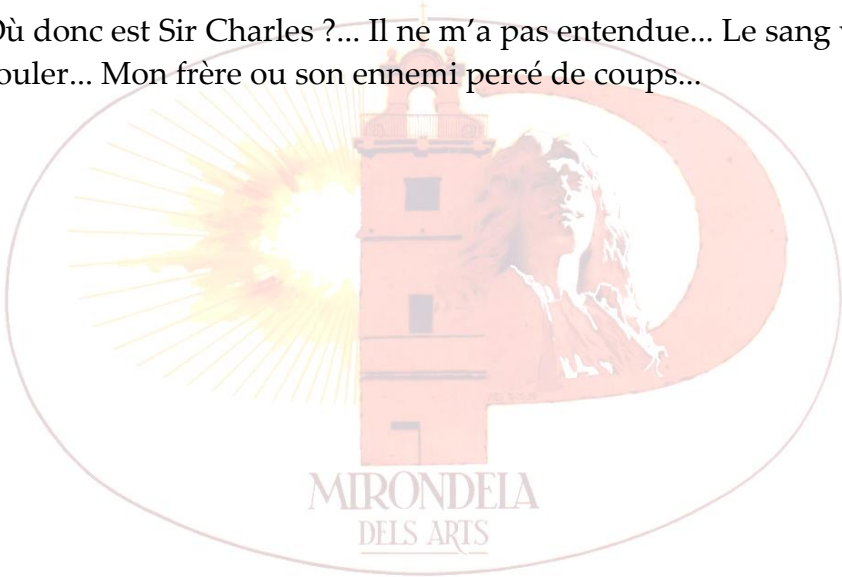 Où donc est Sir Charles ?... Il ne m’a pas entendue... Le sang v
ouler... Mon frère ou son ennemi percé de coups...
MIRONDELA
DELS ARTS